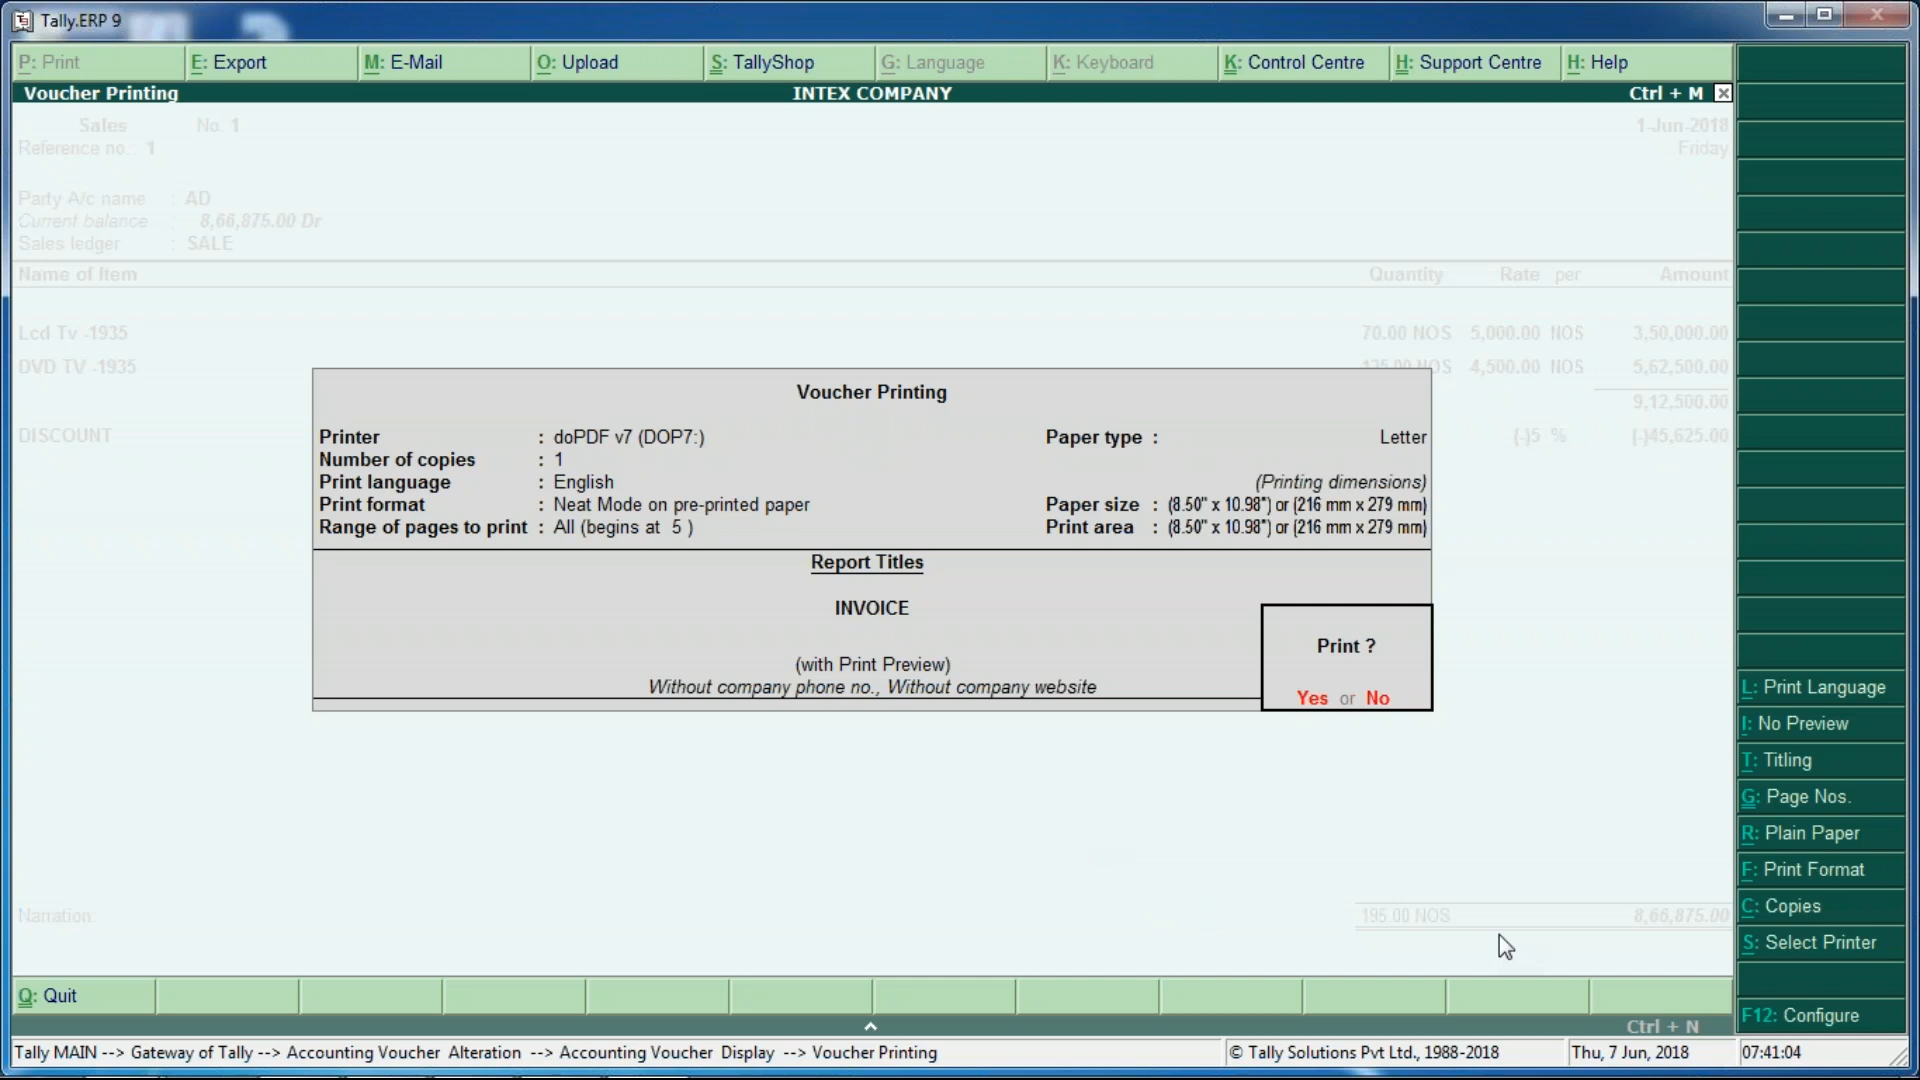 Tally.ERP 9
P: Print E: Export M: E-Mail O: Upload S: TallyShop G: Language K: Keyboard K: Control Centre H: Support Centre H: Help
Voucher Printing INTEX COMPANY Ctrl + M
Sales No. 1 1-Jun-2018
Reference no.: 1 Friday
Party A/c name : AD
Current balance : 8,66,875.00 Dr
Sales ledger : SALE
Name of Item Quantity Rate per Amount
Lcd Tv -1935 70.00 NOS 5,000.00 NOS 3,50,000.00
DVD TV -1935 125.00 NOS 4,500.00 NOS 5,62,500.00
9,12,500.00
DISCOUNT (-)5 % (-)45,625.00
Voucher Printing
Printer : doPDF v7 (DOP7:) Paper type : Letter
Number of copies : 1
Print language : English (Printing dimensions)
Print format : Neat Mode on pre-printed paper Paper size : (8.50" x 10.98") or (216 mm x 279 mm)
Range of pages to print : All (begins at 5 ) Print area : (8.50" x 10.98") or (216 mm x 279 mm)
Report Titles
INVOICE
(with Print Preview)
Without company phone no., Without company website
Print ?
Yes or No
Narration: 195.00 NOS 8,66,875.00
L: Print Language
I: No Preview
T: Titling
G: Page Nos.
R: Plain Paper
F: Print Format
C: Copies
S: Select Printer
F12: Configure
Q: Quit
Ctrl + N
Tally MAIN --> Gateway of Tally --> Accounting Voucher Alteration --> Accounting Voucher Display --> Voucher Printing © Tally Solutions Pvt Ltd., 1988-2018 Thu, 7 Jun, 2018 07:41:04